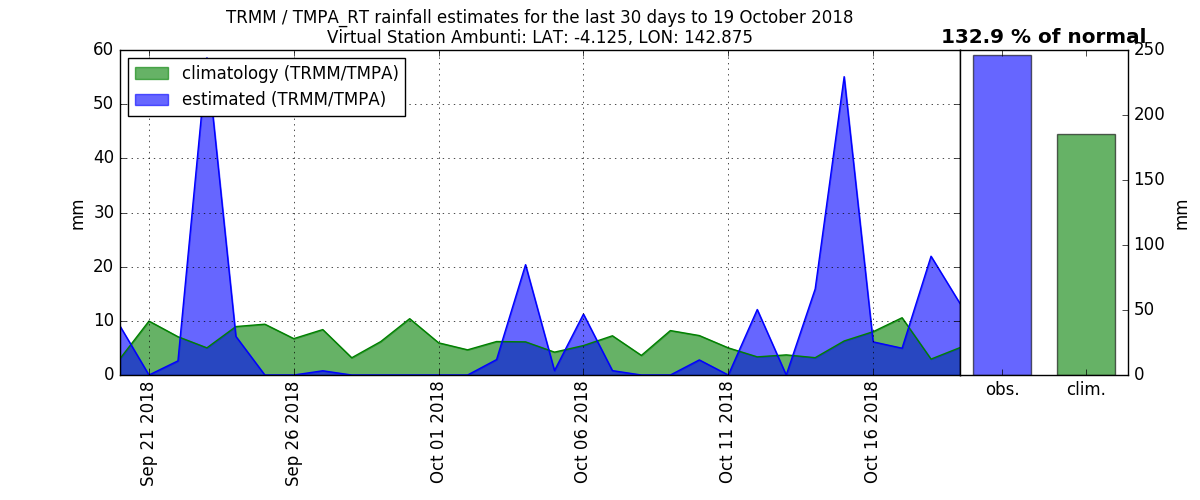 TRMM / TMPA_RT rainfall estimates for the last 30 days to 19 October 2018
Virtual Station Ambunti: LAT: -4.125, LON: 142.875
132.9 % of normal
climatology (TRMM/TMPA)
estimated (TRMM/TMPA)
60
50
40
30
20
10
0
mm
Sep 21 2018
Sep 26 2018
Oct 01 2018
Oct 06 2018
Oct 11 2018
Oct 16 2018
250
200
150
100
50
0
mm
obs.
clim.